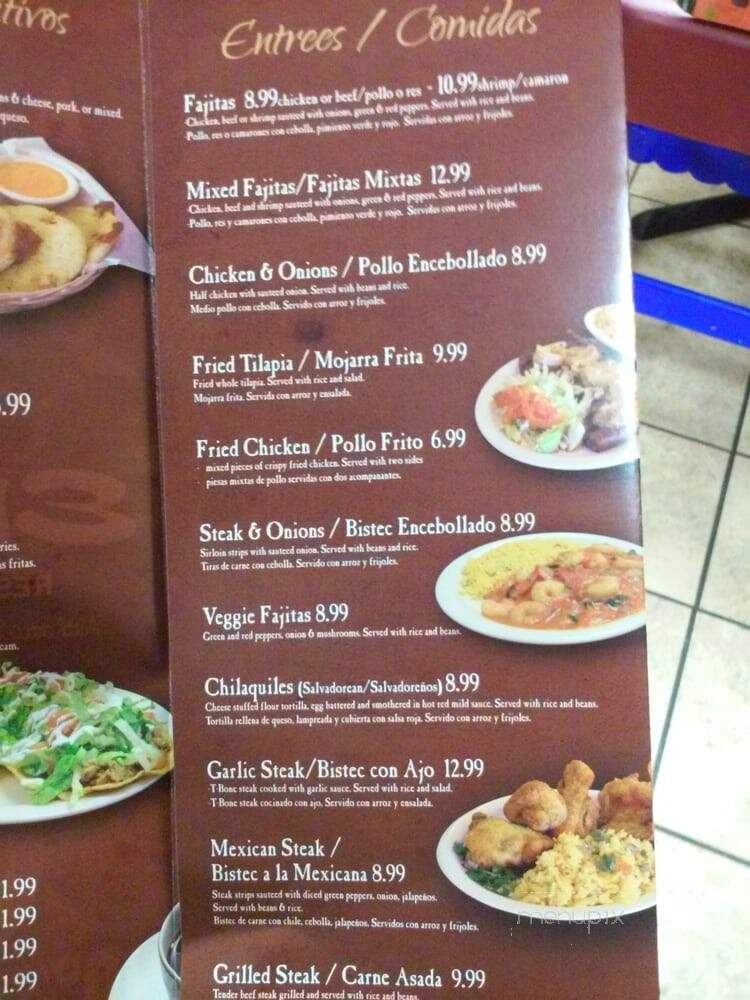 tivos
ns & cheese, pork, or mixed.
queso.
.99
ries.
as fritas.
cam.
1.99
1.99
1.99
1.99
Entrees / Comidas
Fajitas 8.99 chicken or beef/pollo o res - 10.99 shrimp/camaron
·Chicken, beef or shrimp sauteed with onions, green & red peppers. Served with rice and beans.
·Pollo, res o camarones con cebolla, pimiento verde y rojo. Servidos con arroz y frijoles.
Mixed Fajitas/Fajitas Mixtas 12.99
·Chicken, beef and shrimp sauteed with onions, green & red peppers. Served with rice and beans.
·Pollo, res y camarones con cebolla, pimiento verde y rojo. Servidos con arroz y frijoles.
Chicken & Onions / Pollo Encebollado 8.99
Half chicken with sauteed onion. Served with beans and rice.
Medio pollo con cebolla. Servido con arroz y frijoles.
Fried Tilapia / Mojarra Frita 9.99
Fried whole tilapia. Served with rice and salad.
Mojarra frita. Servida con arroz y ensalada.
Fried Chicken / Pollo Frito 6.99
· mixed pieces of crispy fried chicken. Served with two sides
· piesas mixtas de pollo servidas con dos acompanantes.
Steak & Onions / Bistec Encebollado 8.99
Sirloin strips with sauteed onion. Served with beans and rice.
Tiras de carne con cebolla. Servido con arroz y frijoles.
Veggie Fajitas 8.99
Green and red peppers, onion & mushrooms. Served with rice and beans.
Chilaquiles (Salvadorean/Salvadoreños) 8.99
Cheese stuffed flour tortilla, egg battered and smothered in hot red mild sauce. Served with rice and beans.
Tortilla rellena de queso, lampreada y cubierta con salsa roja. Servido con arroz y frijoles.
Garlic Steak/Bistec con Ajo 12.99
·T-Bone steak cooked with garlic sauce. Served with rice and salad.
·T-Bone steak cocinado con ajo. Servido con arroz y ensalada.
Mexican Steak /
Bistec a la Mexicana 8.99
Steak strips sauteed with diced green peppers, onion, jalapeños.
Served with beans & rice.
Bistec de carne con chile, cebolla, jalapeños. Servidos con arroz y frijoles.
menupix
Grilled Steak / Carne Asada 9.99
Tender beef steak grilled and served with rice and beans.